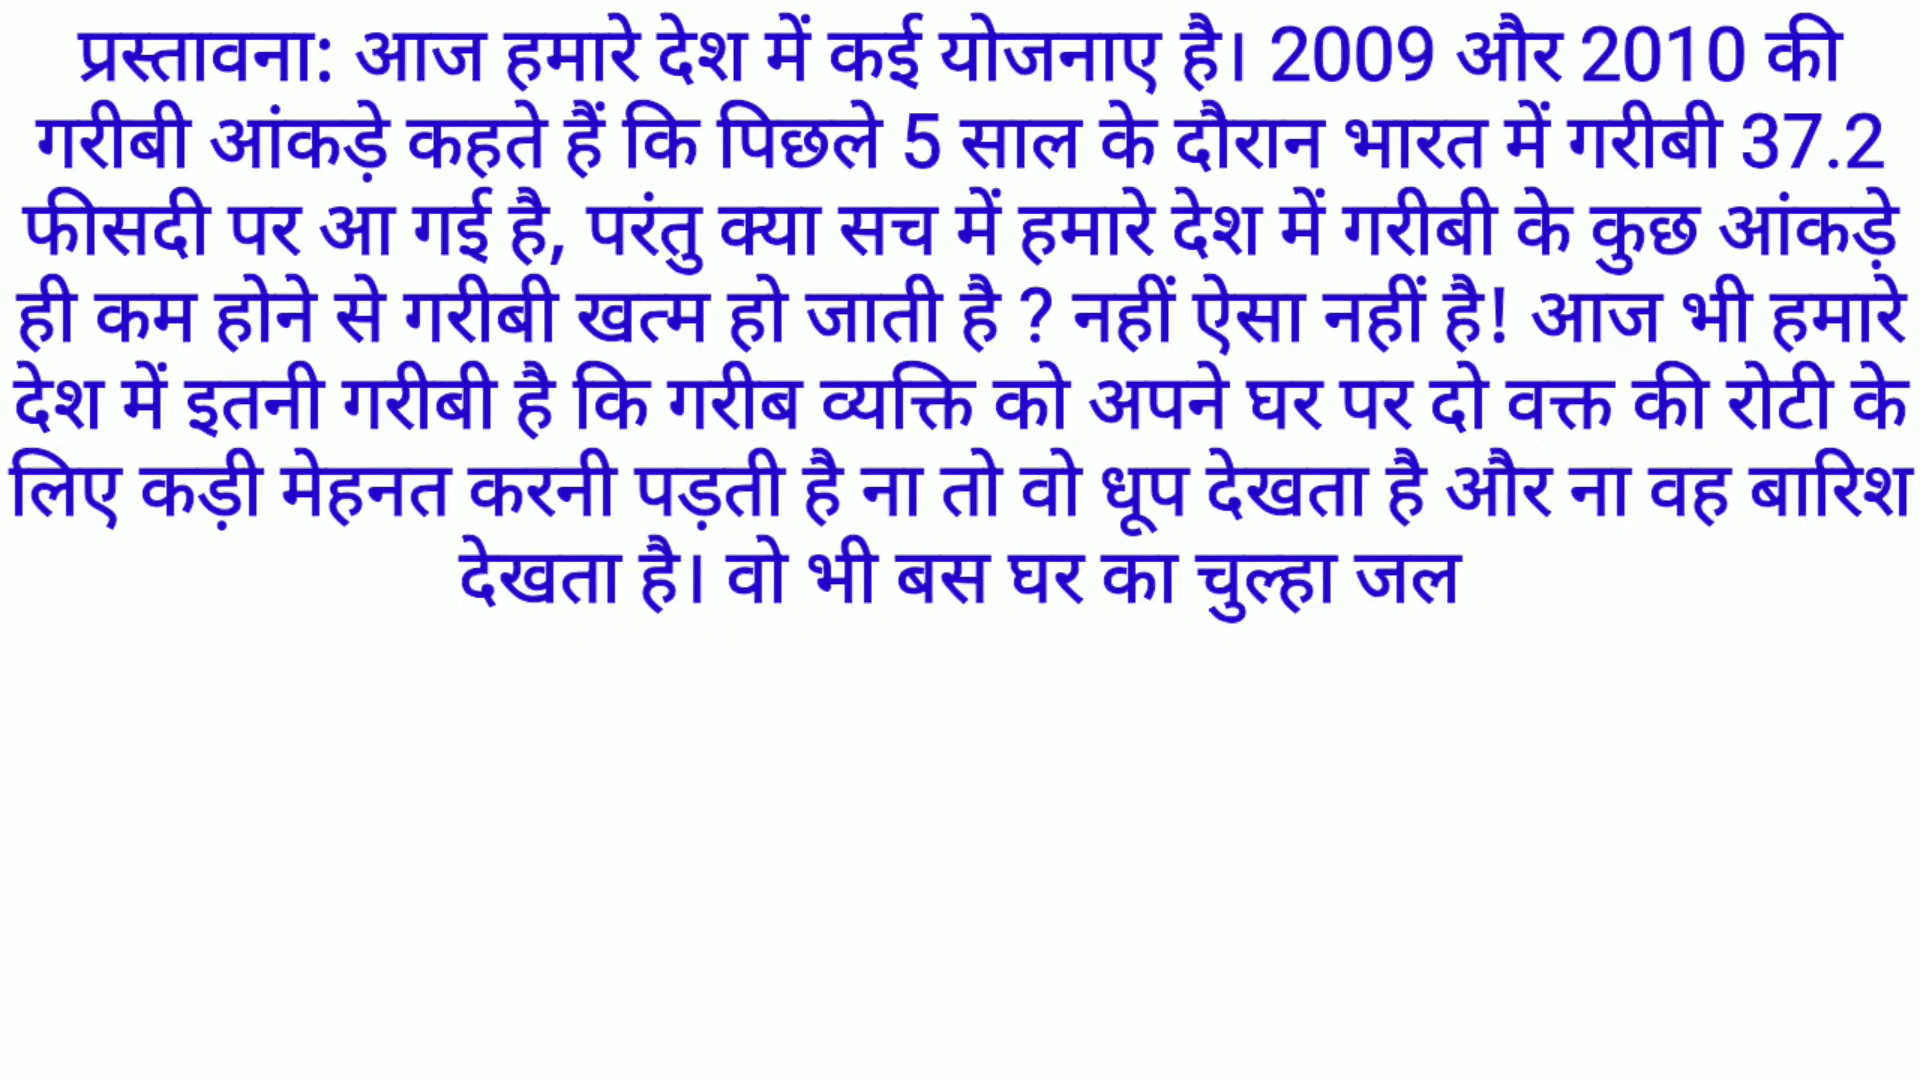 प्रस्तावना: आज हमारे देश में कई योजनाए है। 2009 और 2010 की
गरीबी आंकड़े कहते हैं कि पिछले 5 साल के दौरान भारत में गरीबी 37.2
फीसदी पर आ गई है, परंतु क्या सच में हमारे देश में गरीबी के कुछ आंकड़े
ही कम होने से गरीबी खत्म हो जाती है ? नहीं ऐसा नहीं है! आज भी हमारे
देश में इतनी गरीबी है कि गरीब व्यक्ति को अपने घर पर दो वक्त की रोटी के
लिए कड़ी मेहनत करनी पड़ती है ना तो वो धूप देखता है और ना वह बारिश
देखता है। वो भी बस घर का चुल्हा जल